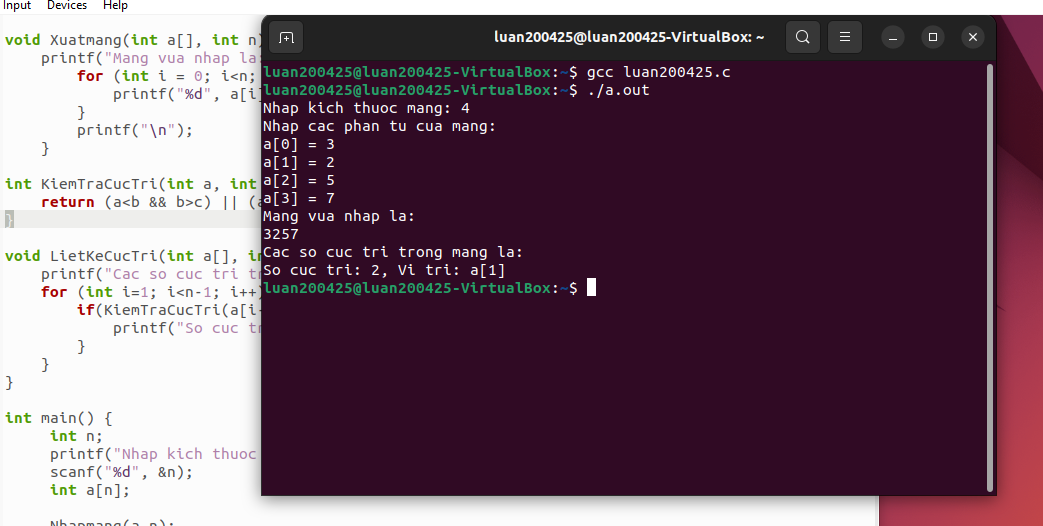 Input Devices Help
void Xuatmang(int a[], int n)
printf("Mang vua nhap la:
for (int i = 0; i<n;
printf("%d", a[i]
}
printf("\n");
}
int KiemTraCucTri(int a, int
return (a<b && b>c) || (a
}
void LietKeCucTri(int a[], in
printf("Cac so cuc tri tr
for (int i=1; i<n-1; i++)
if(KiemTraCucTri(a[i-
printf("So cuc tr
}
}
}
int main() {
int n;
printf("Nhap kich thuoc
scanf("%d", &n);
int a[n];
Nhapmang(a,n);
luan200425@luan200425-VirtualBox: ~
luan200425@luan200425-VirtualBox:~$ gcc luan200425.c
luan200425@luan200425-VirtualBox:~$ ./a.out
Nhap kich thuoc mang: 4
Nhap cac phan tu cua mang:
a[0] = 3
a[1] = 2
a[2] = 5
a[3] = 7
Mang vua nhap la:
3257
Cac so cuc tri trong mang la:
So cuc tri: 2, Vi tri: a[1]
luan200425@luan200425-VirtualBox:~$